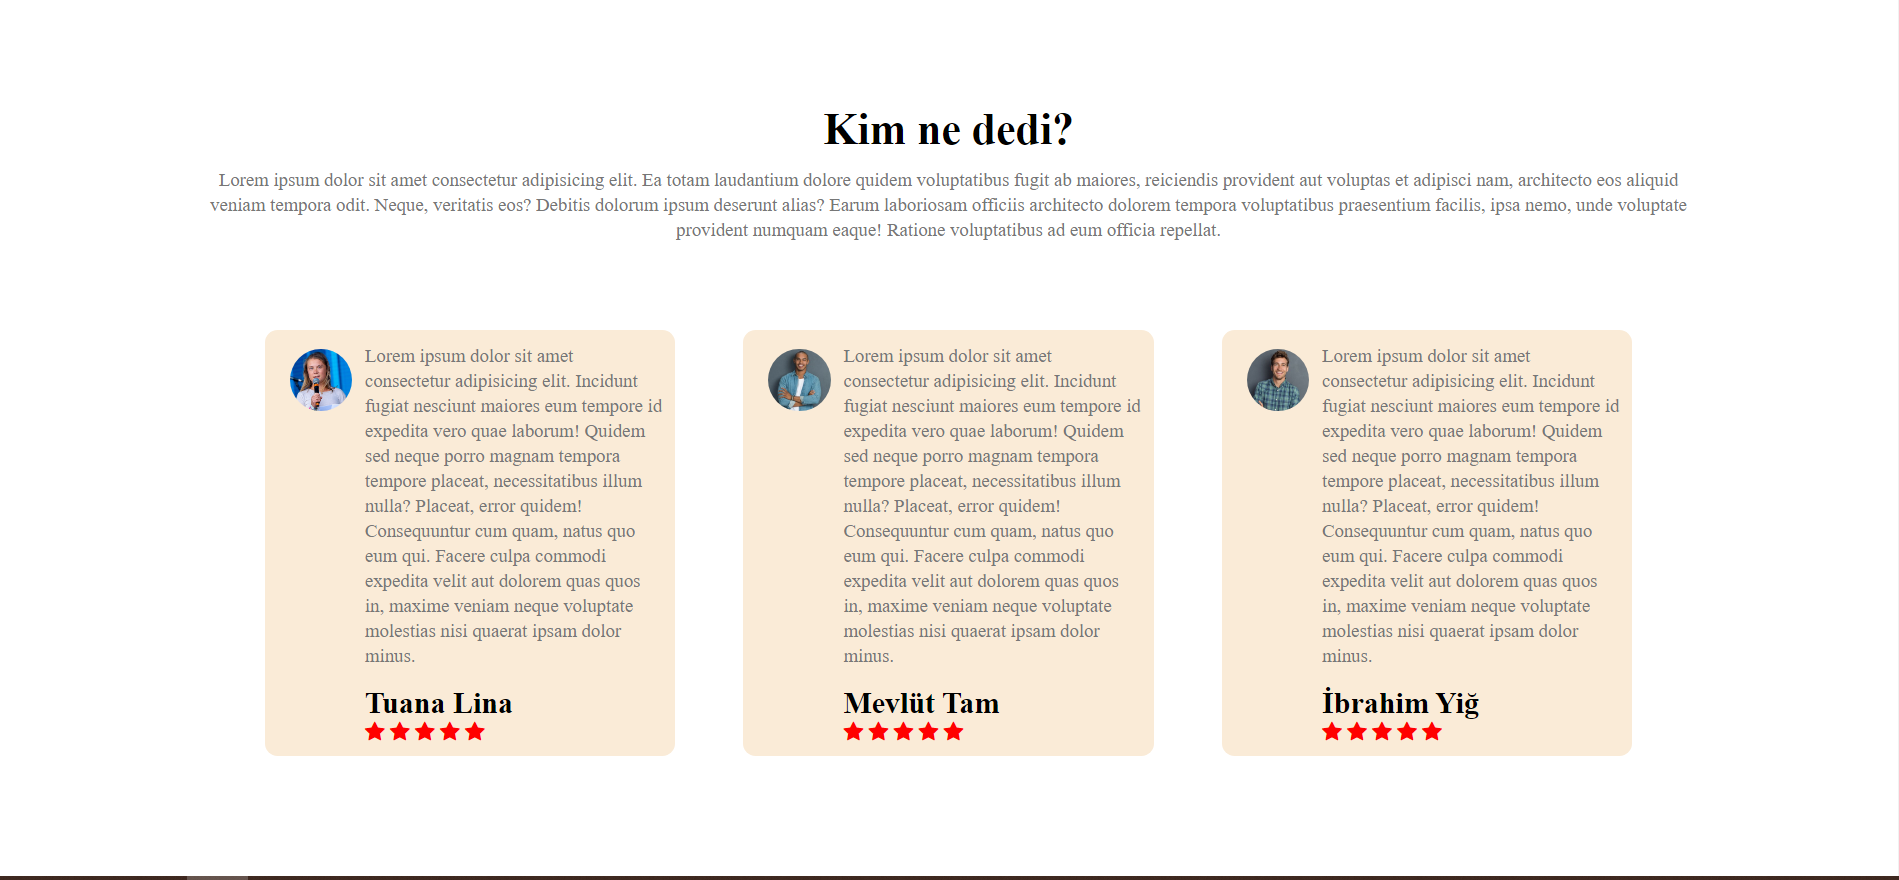 Kim ne dedi?
Lorem ipsum dolor sit amet consectetur adipisicing elit. Ea totam laudantium dolore quidem voluptatibus fugit ab maiores, reiciendis provident aut voluptas et adipisci nam, architecto eos aliquid
veniam tempora odit. Neque, veritatis eos? Debitis dolorum ipsum deserunt alias? Earum laboriosam officiis architecto dolorem tempora voluptatibus praesentium facilis, ipsa nemo, unde voluptate
provident numquam eaque! Ratione voluptatibus ad eum officia repellat.
Lorem ipsum dolor sit amet
consectetur adipisicing elit. Incidunt
fugiat nesciunt maiores eum tempore id
expedita vero quae laborum! Quidem
sed neque porro magnam tempora
tempore placeat, necessitatibus illum
nulla? Placeat, error quidem!
Consequuntur cum quam, natus quo
eum qui. Facere culpa commodi
expedita velit aut dolorem quas quos
in, maxime veniam neque voluptate
molestias nisi quaerat ipsam dolor
minus.
Tuana Lina
Lorem ipsum dolor sit amet
consectetur adipisicing elit. Incidunt
fugiat nesciunt maiores eum tempore id
expedita vero quae laborum! Quidem
sed neque porro magnam tempora
tempore placeat, necessitatibus illum
nulla? Placeat, error quidem!
Consequuntur cum quam, natus quo
eum qui. Facere culpa commodi
expedita velit aut dolorem quas quos
in, maxime veniam neque voluptate
molestias nisi quaerat ipsam dolor
minus.
Mevlüt Tam
Lorem ipsum dolor sit amet
consectetur adipisicing elit. Incidunt
fugiat nesciunt maiores eum tempore id
expedita vero quae laborum! Quidem
sed neque porro magnam tempora
tempore placeat, necessitatibus illum
nulla? Placeat, error quidem!
Consequuntur cum quam, natus quo
eum qui. Facere culpa commodi
expedita velit aut dolorem quas quos
in, maxime veniam neque voluptate
molestias nisi quaerat ipsam dolor
minus.
İbrahim Yiğ